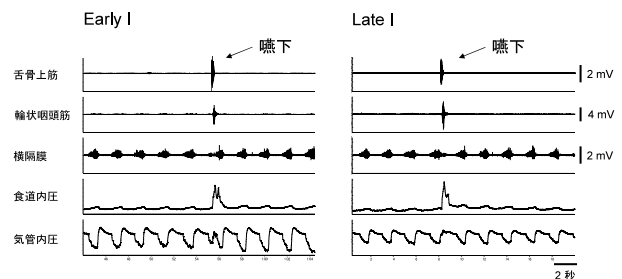 Early I
Late I
嚥下
嚥下
舌骨上筋
2 mV
輪状咽頭筋
4 mV
横隔膜
2 mV
食道内圧
気管内圧
2 秒